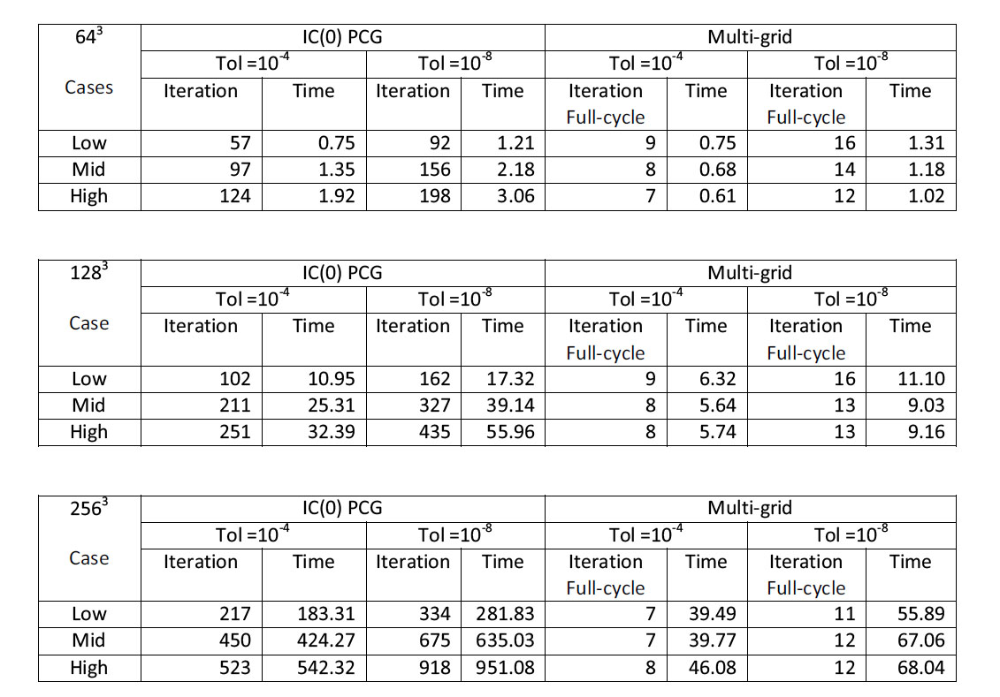 64³ IC(0) PCG Multi-grid
Tol =10⁻⁴ Tol =10⁻⁸ Tol =10⁻⁴ Tol =10⁻⁸
Cases Iteration Time Iteration Time Iteration Time Iteration Time
Full-cycle Full-cycle
Low 57 0.75 92 1.21 9 0.75 16 1.31
Mid 97 1.35 156 2.18 8 0.68 14 1.18
High 124 1.92 198 3.06 7 0.61 12 1.02
128³ IC(0) PCG Multi-grid
Tol =10⁻⁴ Tol =10⁻⁸ Tol =10⁻⁴ Tol =10⁻⁸
Case Iteration Time Iteration Time Iteration Time Iteration Time
Full-cycle Full-cycle
Low 102 10.95 162 17.32 9 6.32 16 11.10
Mid 211 25.31 327 39.14 8 5.64 13 9.03
High 251 32.39 435 55.96 8 5.74 13 9.16
256³ IC(0) PCG Multi-grid
Tol =10⁻⁴ Tol =10⁻⁸ Tol =10⁻⁴ Tol =10⁻⁸
Case Iteration Time Iteration Time Iteration Time Iteration Time
Full-cycle Full-cycle
Low 217 183.31 334 281.83 7 39.49 11 55.89
Mid 450 424.27 675 635.03 7 39.77 12 67.06
High 523 542.32 918 951.08 8 46.08 12 68.04